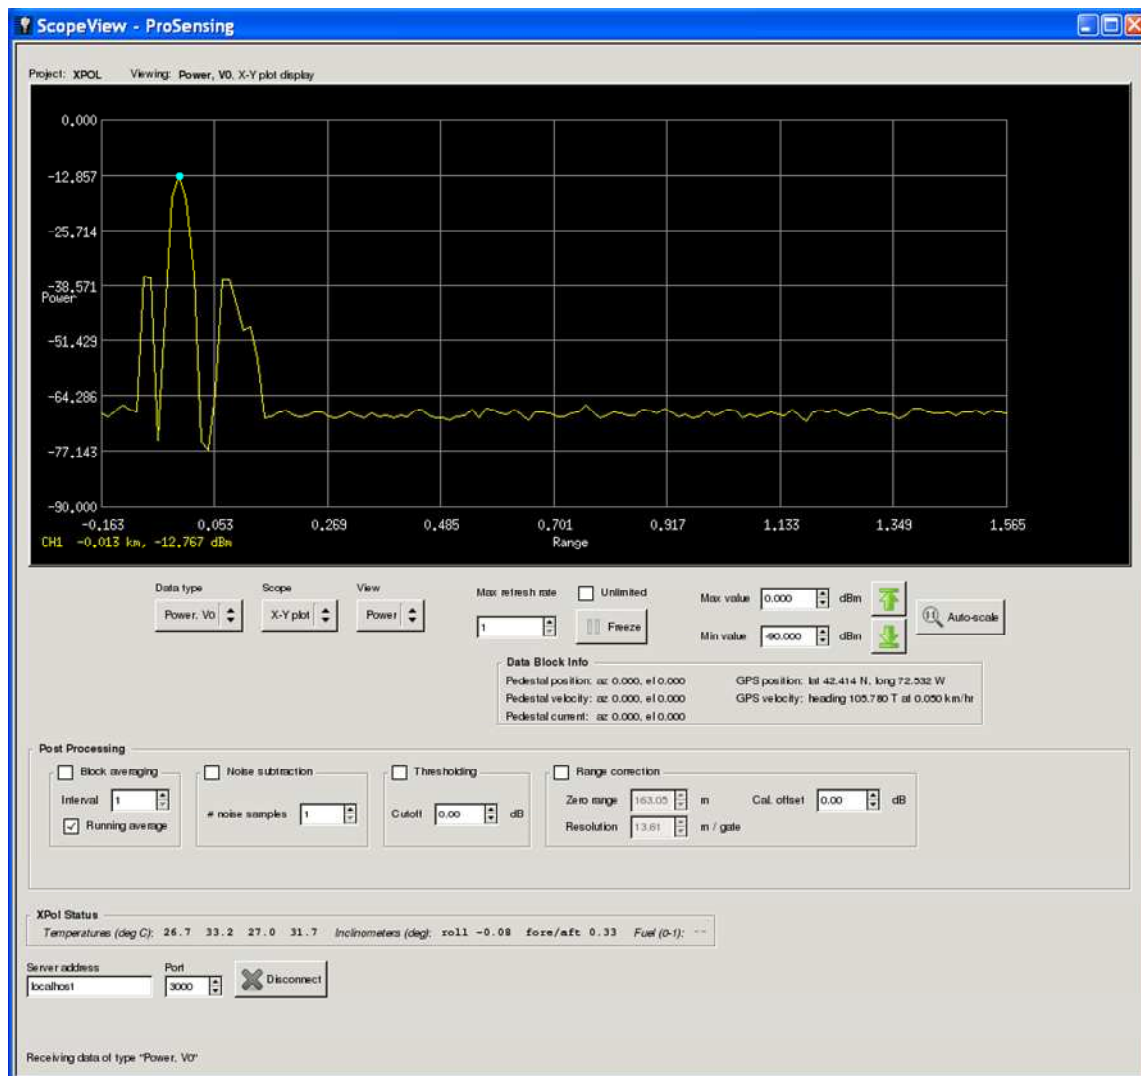 ScopeView - ProSensing
Project: XPOL Viewing: Power, V0, X-Y plot display
0.000
-12.857
-25.714
-38.571
Power
-51.429
-64.286
-77.143
-90.000
-0.163 0.053 0.269 0.485 0.701 0.917 1.133 1.349 1.565
CH1 -0.013 km, -12.767 dBm Range
Data type Scope View Max refresh rate Unlimited Max value 0.000 dBm
Power, V0 X-Y plot Power 1 Freeze Min value -90.000 dBm Auto-scale
Data Block Info
Pedestal position: az 0.000, el 0.000 GPS position: lat 42.414 N, long 72.532 W
Pedestal velocity: az 0.000, el 0.000 GPS velocity: heading 105.780 T at 0.050 km/hr
Pedestal current: az 0.000, el 0.000
Post Processing
Block averaging Noise subtraction Thresholding Range correction
Interval 1 # noise samples 1 Cutoff 0.00 dB Zero range 163.05 m Cal. offset 0.00 dB
Running average Resolution 13.61 m / gate
XPol Status
Temperatures (deg C): 26.7 33.2 27.0 31.7 Inclinometers (deg): roll -0.08 fore/aft 0.33 Fuel (0-1): --
Server address Port
localhost 3000 Disconnect
Receiving data of type "Power, V0"